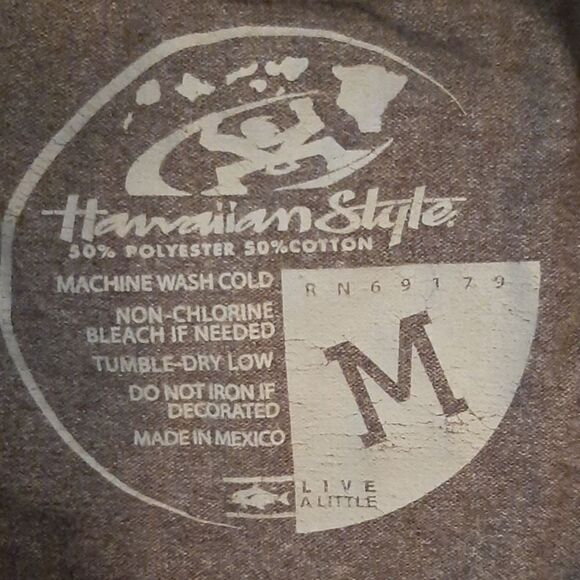 Hawaiian Style
50% POLYESTER 50%COTTON
MACHINE WASH COLD
NON-CHLORINE
BLEACH IF NEEDED
TUMBLE-DRY LOW
DO NOT IRON IF
DECORATED
MADE IN MEXICO
RN69179
M
LIVE
A LITTLE